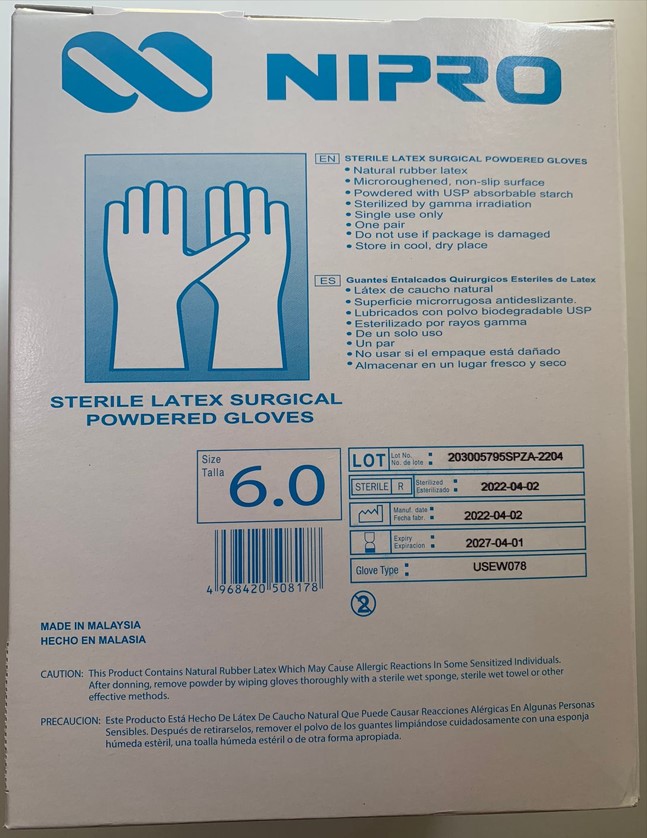 NIPRO
EN STERILE LATEX SURGICAL POWDERED GLOVES
• Natural rubber latex
• Microroughened, non-slip surface
• Powdered with USP absorbable starch
• Sterilized by gamma irradiation
• Single use only
• One pair
• Do not use if package is damaged
• Store in cool, dry place
ES Guantes Entalcados Quirurgicos Esteriles de Latex
• Látex de caucho natural
• Superficie microrrugosa antideslizante.
• Lubricados con polvo biodegradable USP
• Esterilizado por rayos gamma
• De un solo uso
• Un par
• No usar si el empaque está dañado
• Almacenar en un lugar fresco y seco
STERILE LATEX SURGICAL
POWDERED GLOVES
Size
Talla
6.0
4 968420 508178
LOT Lot No. : 203005795SPZA-2204
No. de lote
STERILE R Sterilized : 2022-04-02
Esterilizado
Manuf. date : 2022-04-02
Fecha fabr.
Expiry : 2027-04-01
Expiracion
Glove Type : USEW078
2
MADE IN MALAYSIA
HECHO EN MALASIA
CAUTION: This Product Contains Natural Rubber Latex Which May Cause Allergic Reactions In Some Sensitized Individuals.
After donning, remove powder by wiping gloves thoroughly with a sterile wet sponge, sterile wet towel or other
effective methods.
PRECAUCION: Este Producto Está Hecho De Látex De Caucho Natural Que Puede Causar Reacciones Alérgicas En Algunas Personas
Sensibles. Después de retirarselos, remover el polvo de los guantes limpiándose cuidadosamente con una esponja
húmeda estéril, una toalla húmeda estéril o de otra forma apropiada.